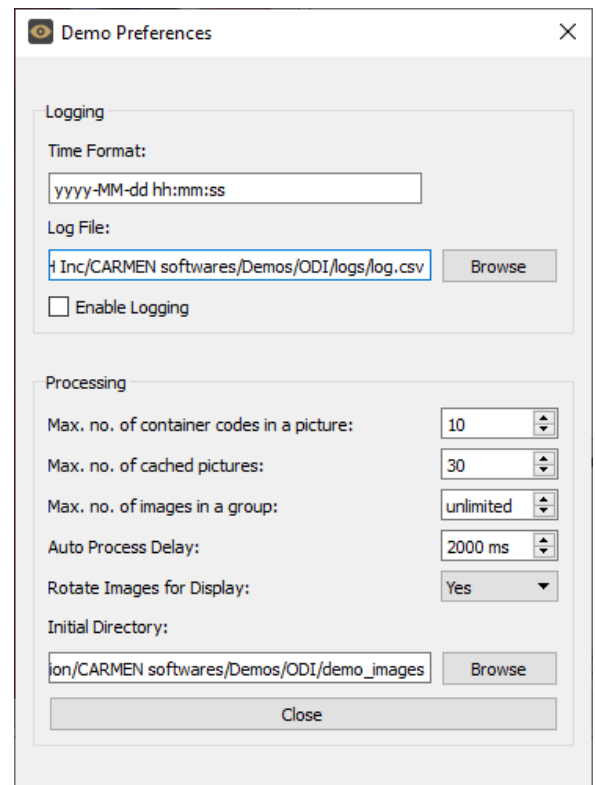 Demo Preferences
Logging
Time Format:
yyyy-MM-dd hh:mm:ss
Log File:
Inc/CARMEN softwares/Demos/ODI/logs/log.csv
Browse
Enable Logging
Processing
Max. no. of container codes in a picture:
10
Max. no. of cached pictures:
30
Max. no. of images in a group:
unlimited
Auto Process Delay:
2000 ms
Rotate Images for Display:
Yes
Initial Directory:
ion/CARMEN softwares/Demos/ODI/demo_images
Browse
Close